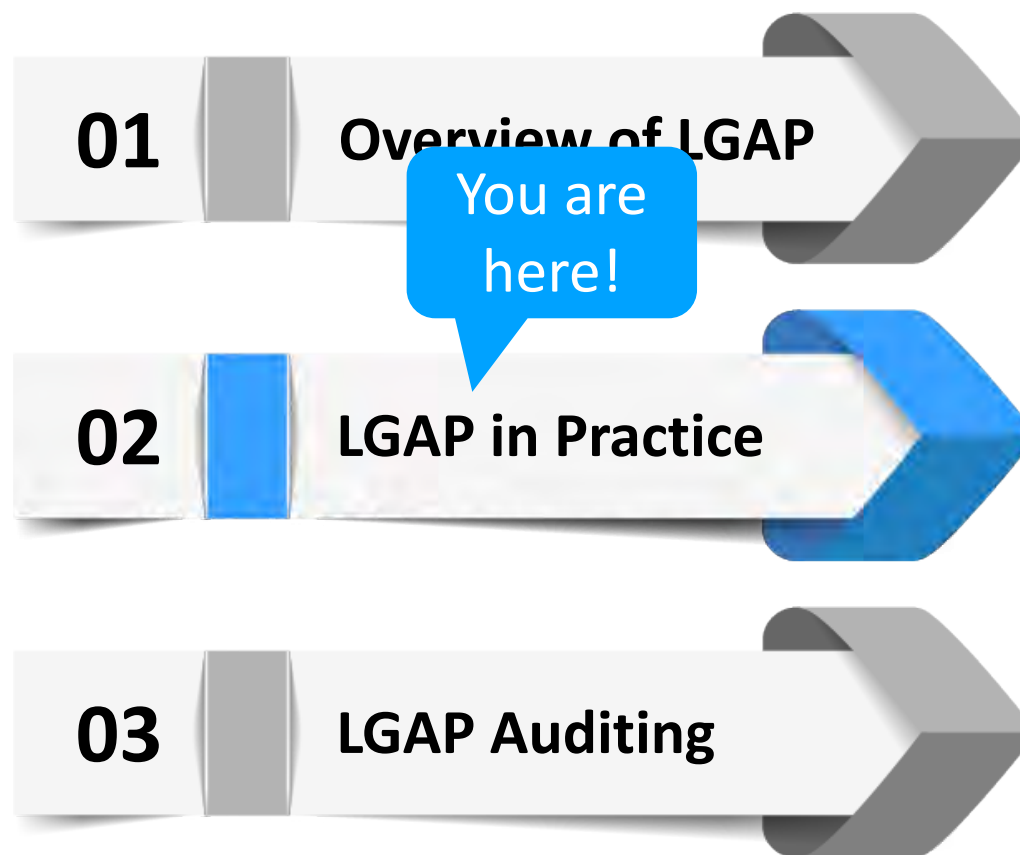 01 Overview of LGAP
You are
here!
02 LGAP in Practice
03 LGAP Auditing